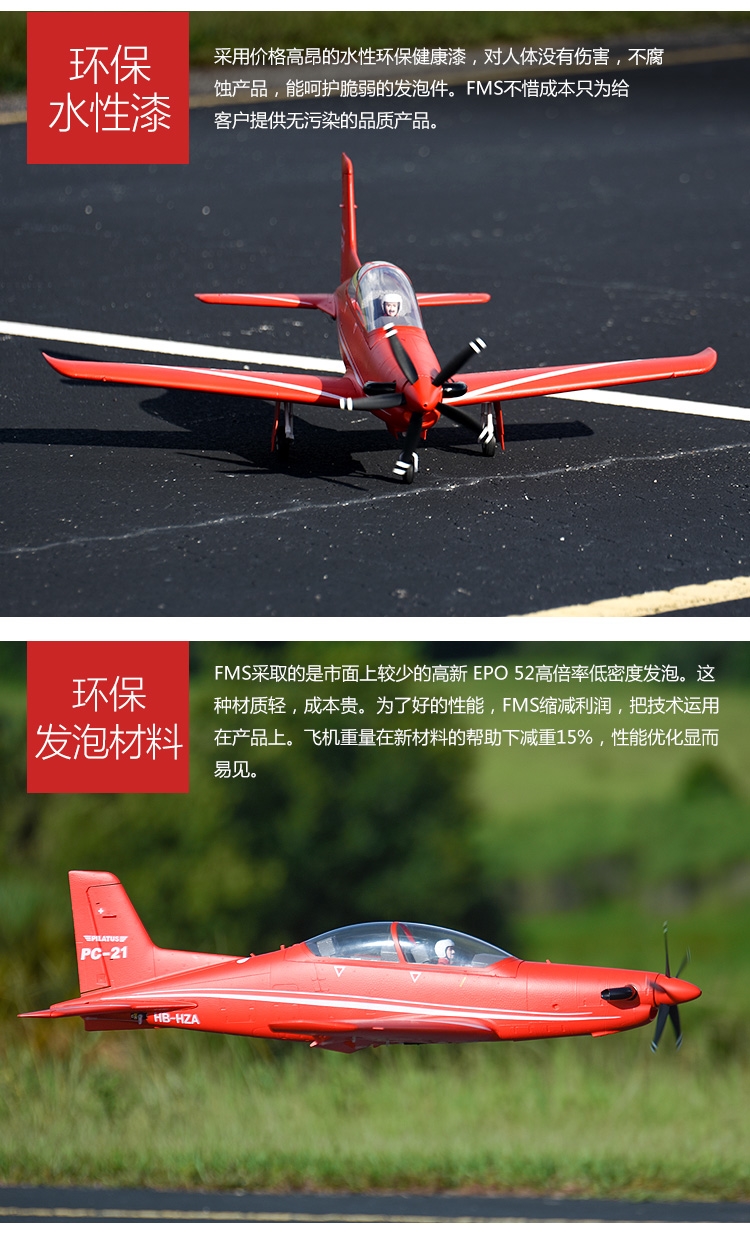 环保
水性漆
采用价格高昂的水性环保健康漆，对人体没有伤害，不腐
蚀产品，能呵护脆弱的发泡件。FMS不惜成本只为给
客户提供无污染的品质产品。
环保
发泡材料
FMS采取的是市面上较少的高新 EPO 52高倍率低密度发泡。这
种材质轻，成本贵。为了好的性能，FMS缩减利润，把技术运用
在产品上。飞机重量在新材料的帮助下减重15%，性能优化显而
易见。
PILATUS
PC-21
HB-HZA